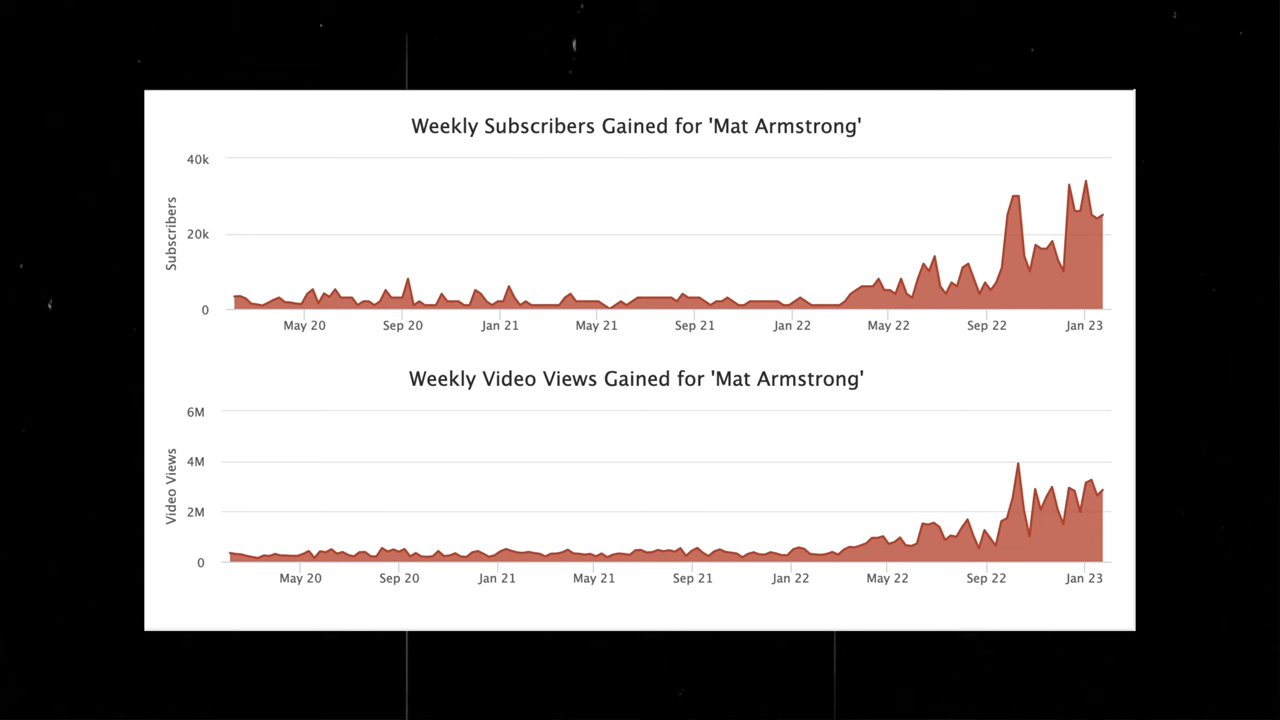 Weekly Subscribers Gained for 'Mat Armstrong'
40k
20k
0
Subscribers
May 20 Sep 20 Jan 21 May 21 Sep 21 Jan 22 May 22 Sep 22 Jan 23
Weekly Video Views Gained for 'Mat Armstrong'
6M
4M
2M
0
Video Views
May 20 Sep 20 Jan 21 May 21 Sep 21 Jan 22 May 22 Sep 22 Jan 23